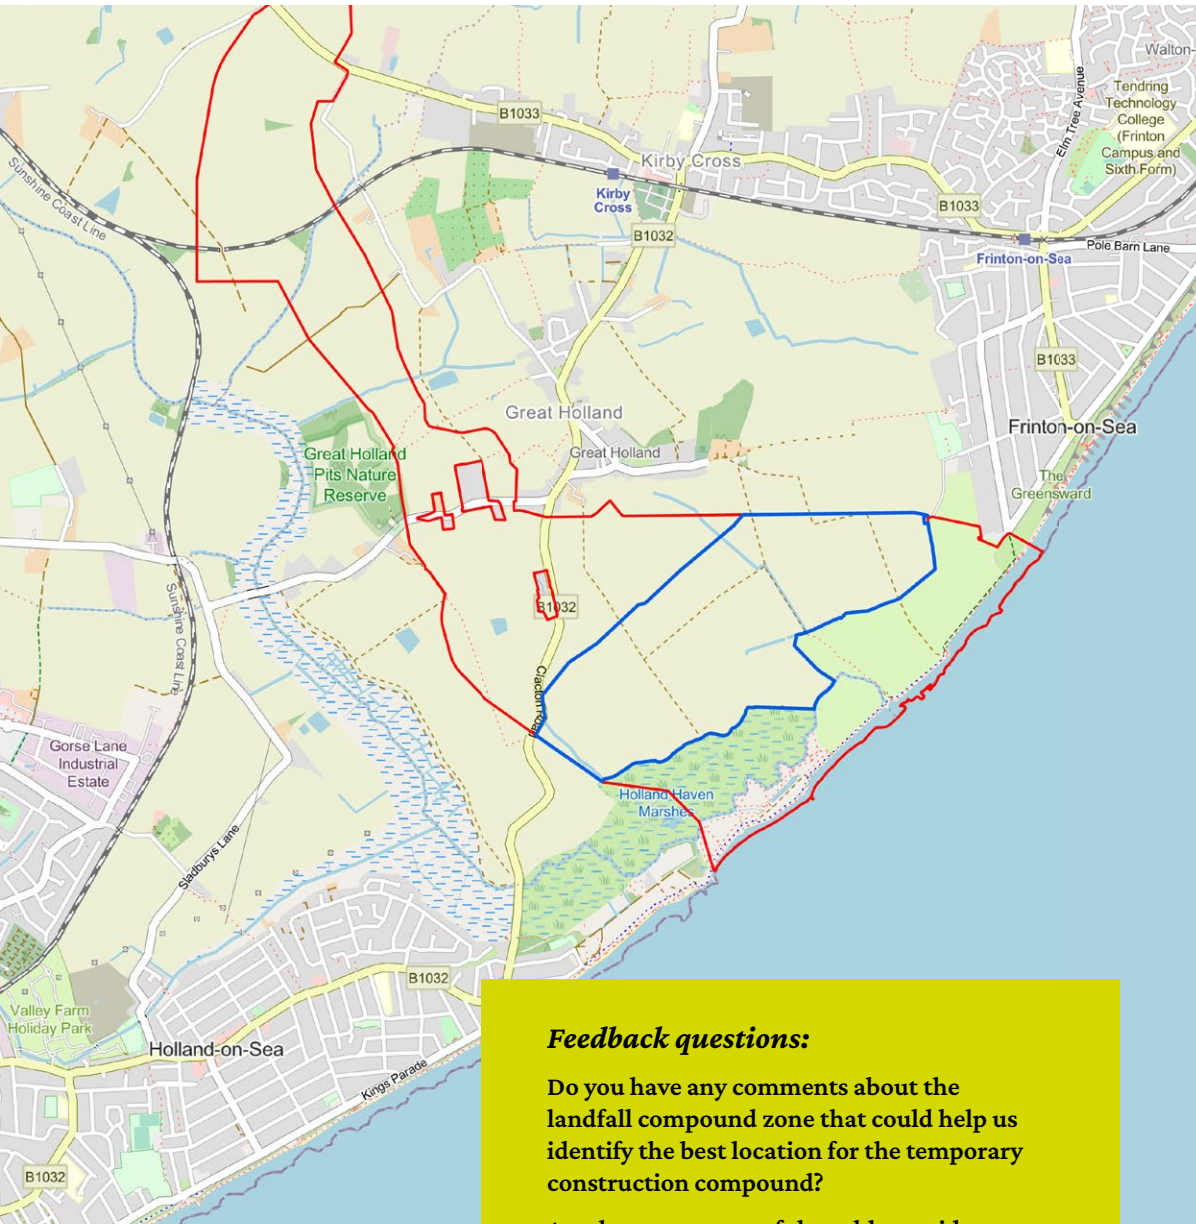 Walton-
Tendring
Technology
College
(Frinton
Campus and
Sixth Form)
Elm Tree Avenue
B1033
Kirby Cross
Kirby
Cross
Sunshine Coast Line
B1033
B1032
Pole Barn Lane
Frinton-on-Sea
B1033
Great Holland
Frinton-on-Sea
Great Holland
Great Holland
Pits Nature
Reserve
The
Greensward
B1032
Sunshine Coast Line
Clacton Road
Gorse Lane
Industrial
Estate
Holland Haven
Marshes
Sladburys Lane
B1032
Valley Farm
Holiday Park
Holland-on-Sea
Kings Parade
B1032
Feedback questions:
Do you have any comments about the
landfall compound zone that could help us
identify the best location for the temporary
construction compound?